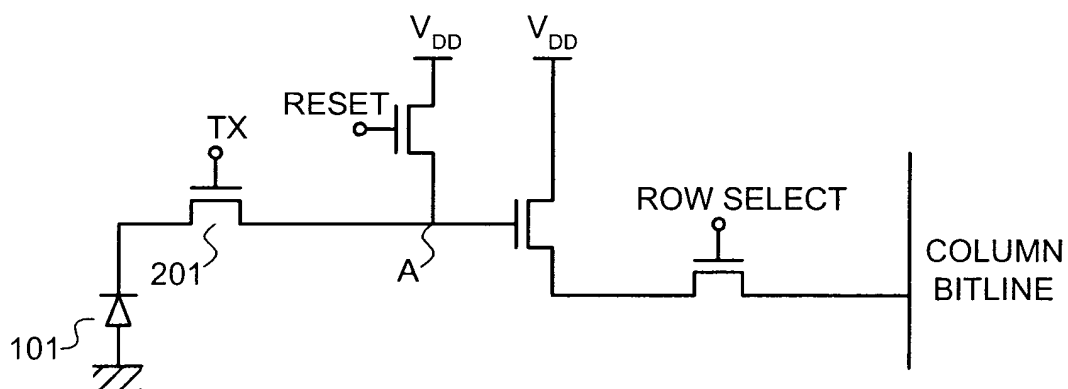 V_DD
V_DD
RESET
TX
ROW SELECT
201
A
COLUMN
BITLINE
101